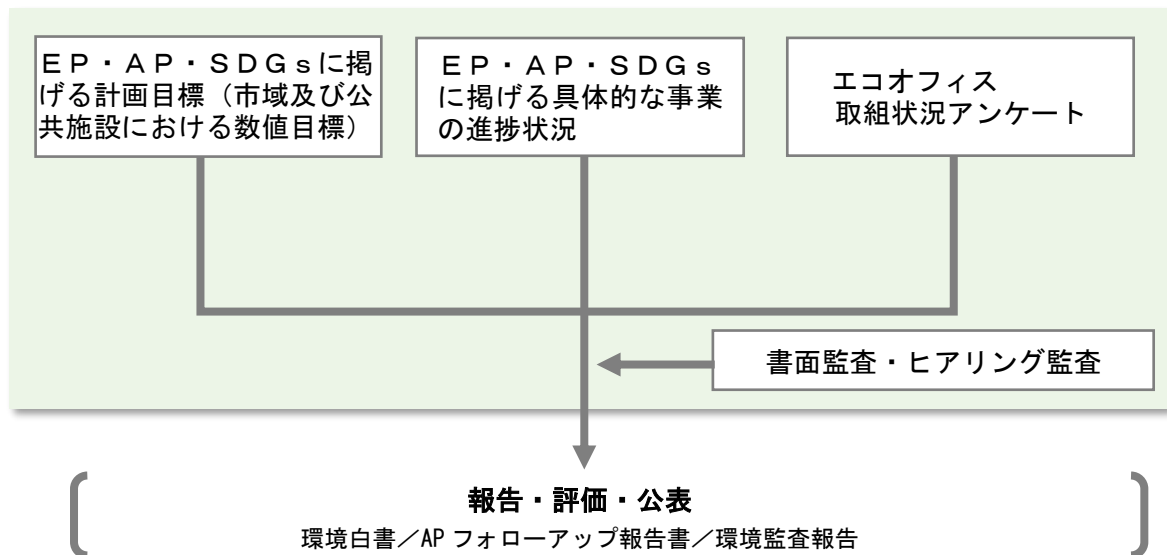 ＥＰ・ＡＰ・ＳＤＧｓに掲
げる計画目標（市域及び公
共施設における数値目標）
ＥＰ・ＡＰ・ＳＤＧｓ
に掲げる具体的な事業
の進捗状況
エコオフィス
取組状況アンケート
書面監査・ヒアリング監査
報告・評価・公表
環境白書／APフォローアップ報告書／環境監査報告